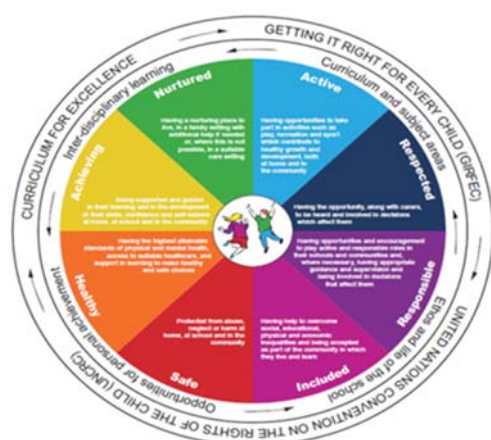 GETTING IT RIGHT FOR EVERY CHILD (GIRFEC)
UNITED NATIONS CONVENTION ON THE RIGHTS OF THE CHILD (UNCRC)
CURRICULUM FOR EXCELLENCE
Curriculum and subject areas
Ethos and life of the school
Opportunities for personal achievement
Inter-disciplinary learning
Nurtured
Having a nurturing place to
live, in a family setting with
additional help if needed
or, where this is not
possible, in a suitable
care setting
Active
Having opportunities to take
part in activities such as
play, recreation and sport
which contribute to
healthy growth and
development, both
at home and in
the community
Respected
Having the opportunity, along with carers,
to be heard and involved in decisions
which affect them
Responsible
Having opportunities and encouragement
to play active and responsible roles in
their schools and communities and,
where necessary, having appropriate
guidance and supervision and
being involved in decisions
that affect them
Included
Having help to overcome
social, educational,
physical and economic
inequalities and being accepted
as part of the community in which
they live and learn
Safe
Protected from abuse,
neglect or harm at
home, at school and in the
community
Healthy
Having the highest attainable
standards of physical and mental health,
access to suitable healthcare, and
support in learning to make healthy
and safe choices
Achieving
Being supported and guided
in their learning and in the development
of their skills, confidence and self-esteem
at home, at school and in the community